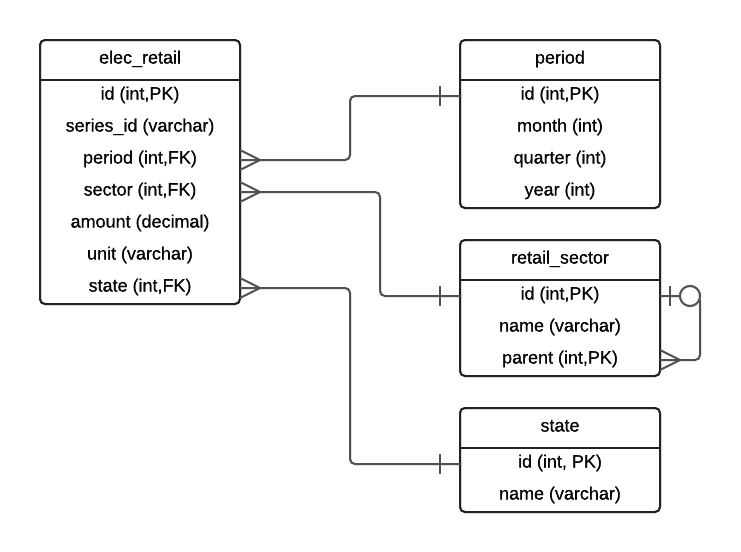 elec_retail
id (int,PK)
series_id (varchar)
period (int,FK)
sector (int,FK)
amount (decimal)
unit (varchar)
state (int,FK)
period
id (int,PK)
month (int)
quarter (int)
year (int)
retail_sector
id (int,PK)
name (varchar)
parent (int,PK)
state
id (int, PK)
name (varchar)